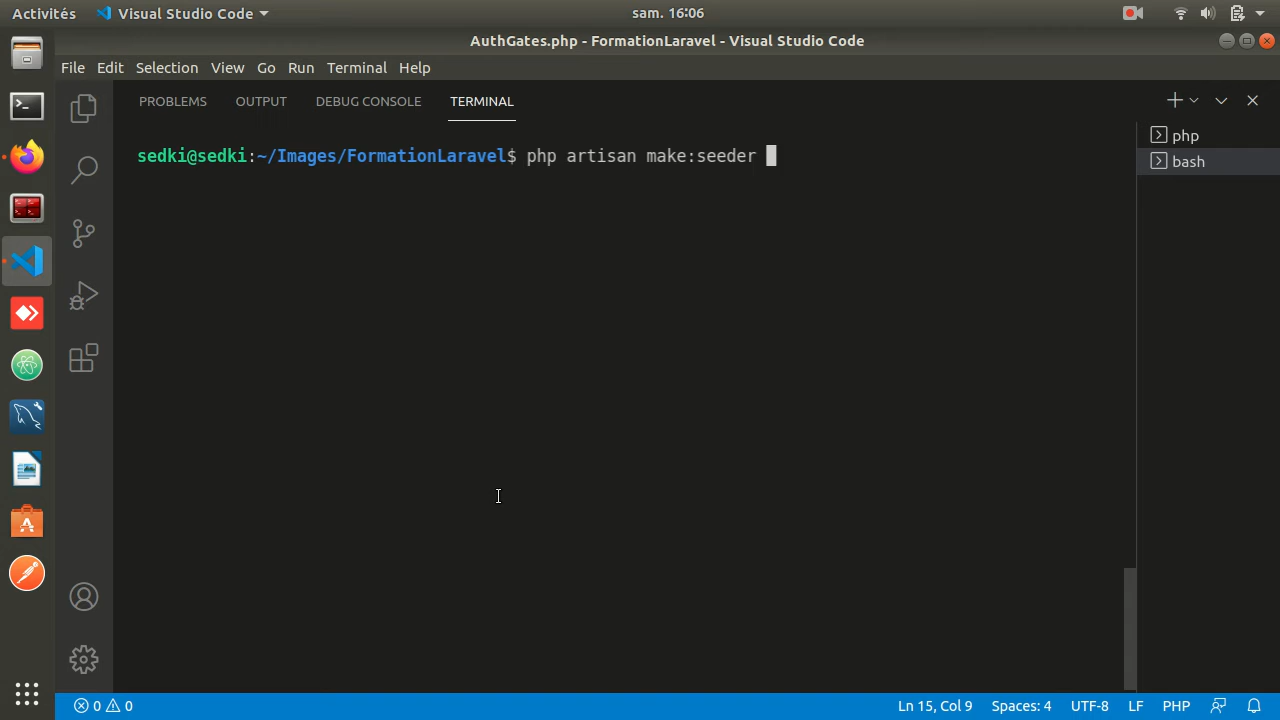 Activités
Visual Studio Code
sam. 16:06
AuthGates.php - FormationLaravel - Visual Studio Code
File Edit Selection View Go Run Terminal Help
PROBLEMS OUTPUT DEBUG CONSOLE TERMINAL
php
sedki@sedki:~/Images/FormationLaravel$ php artisan make:seeder
bash
0 0
Ln 15, Col 9 Spaces: 4 UTF-8 LF PHP